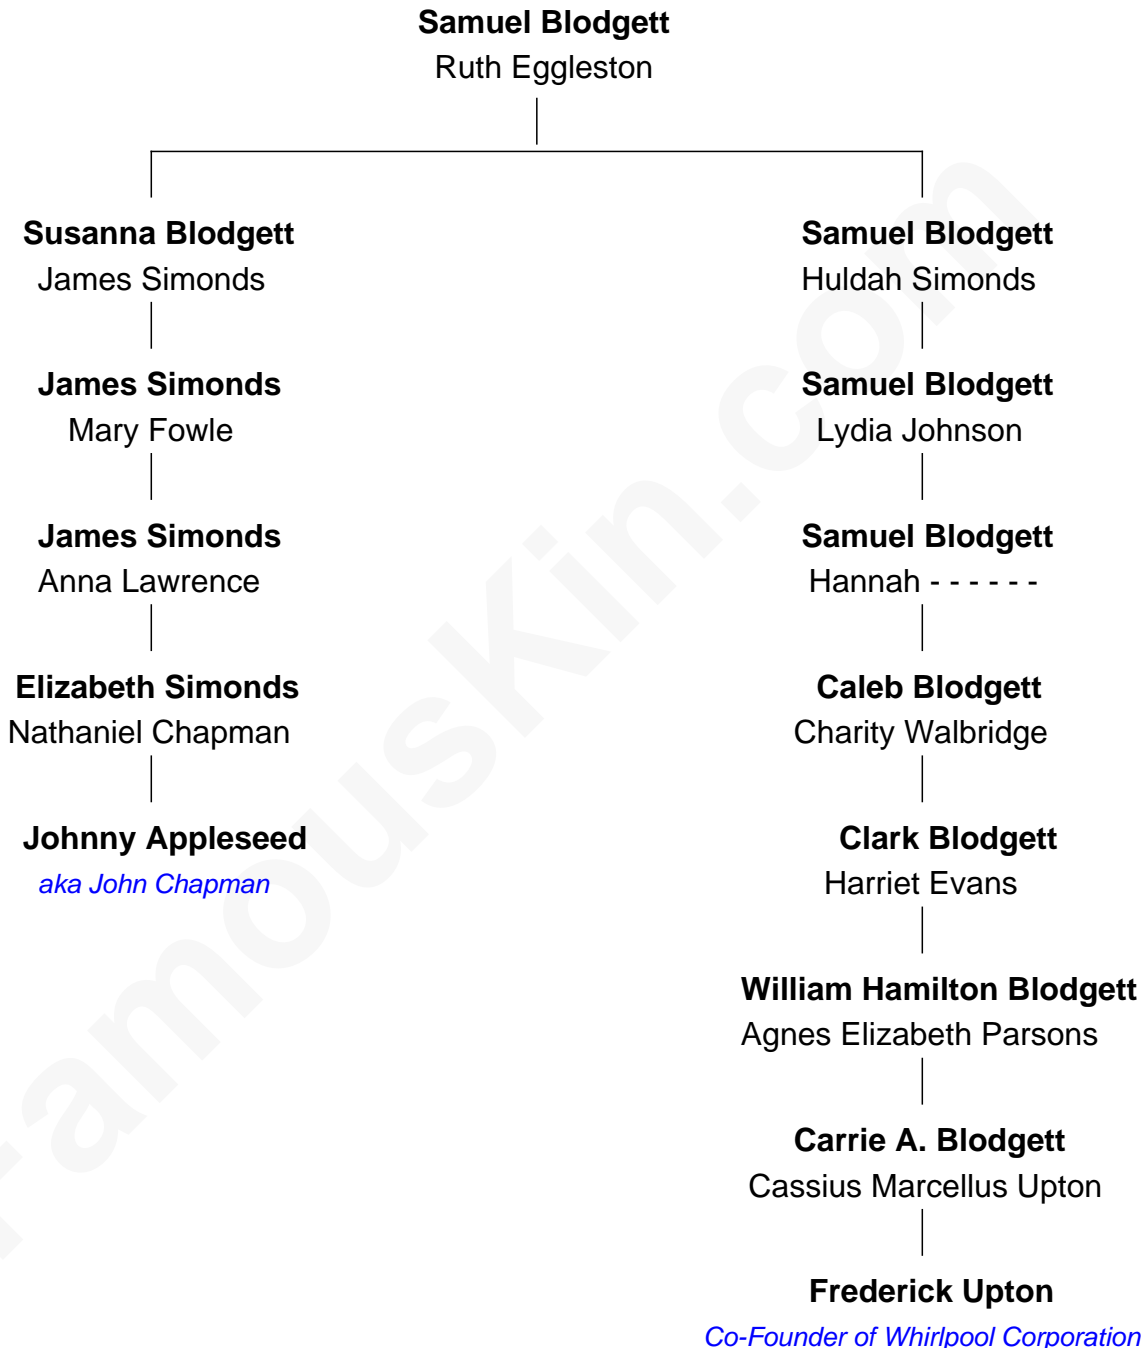 Samuel Blodgett
Ruth Eggleston
Susanna Blodgett
James Simonds
Samuel Blodgett
Huldah Simonds
James Simonds
Mary Fowle
Samuel Blodgett
Lydia Johnson
James Simonds
Anna Lawrence
Samuel Blodgett
Hannah - - - - - -
Elizabeth Simonds
Nathaniel Chapman
Caleb Blodgett
Charity Walbridge
Johnny Appleseed
aka John Chapman
Clark Blodgett
Harriet Evans
William Hamilton Blodgett
Agnes Elizabeth Parsons
Carrie A. Blodgett
Cassius Marcellus Upton
Frederick Upton
Co-Founder of Whirlpool Corporation
FamousKin.com